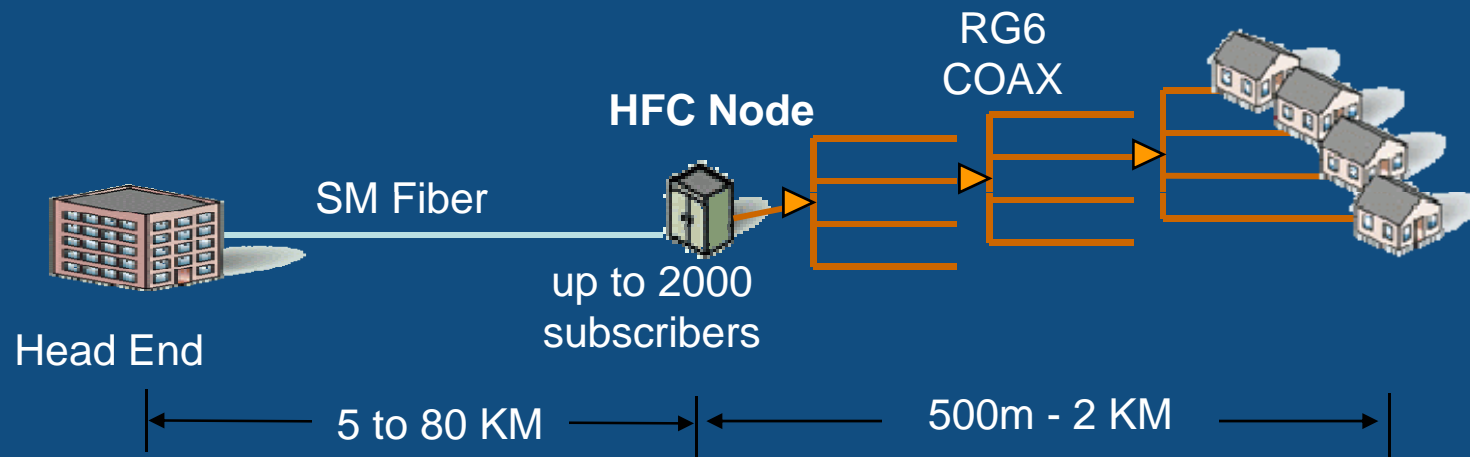 RG6
COAX
HFC Node
SM Fiber
up to 2000
subscribers
Head End
5 to 80 KM
500m - 2 KM